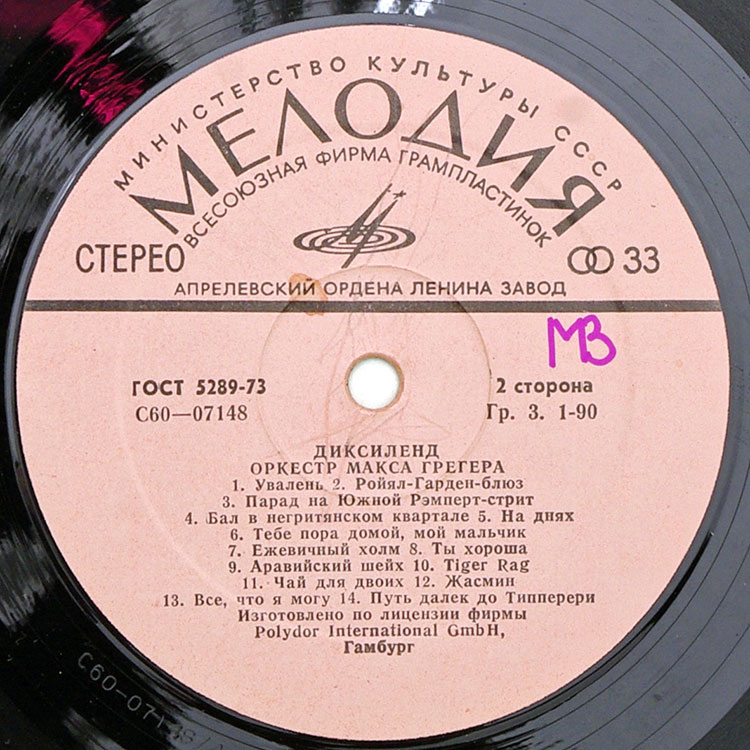 МИНИСТЕРСТВО КУЛЬТУРЫ СССР
МЕЛОДИЯ
ВСЕСОЮЗНАЯ ФИРМА ГРАМПЛАСТИНОК
СТЕРЕО
33
АПРЕЛЕВСКИЙ ОРДЕНА ЛЕНИНА ЗАВОД
МВ
ГОСТ 5289-73
2 сторона
С60—07148
Гр. 3. 1-90
ДИКСИЛЕНД
ОРКЕСТР МАКСА ГРЕГЕРА
1. Увалень 2. Ройял-Гарден-блюз
3. Парад на Южной Рэмперт-стрит
4. Бал в негритянском квартале 5. На днях
6. Тебе пора домой, мой мальчик
7. Ежевичный холм 8. Ты хороша
9. Аравийский шейх 10. Tiger Rag
11. Чай для двоих 12. Жасмин
13. Все, что я могу 14. Путь далек до Типперери
Изготовлено по лицензии фирмы
Polydor International GmbH,
Гамбург